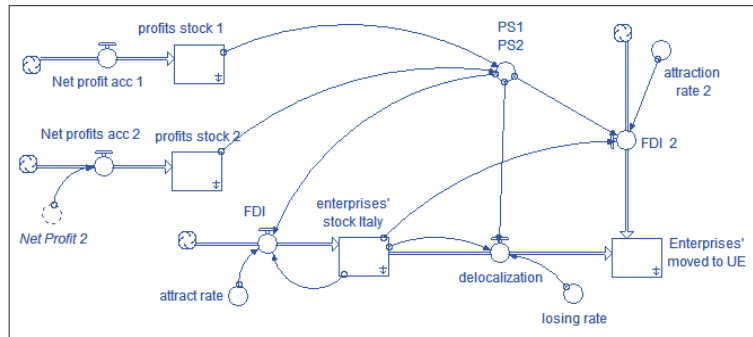 profits stock 1
PS1
PS2
Net profit acc 1
attraction
rate 2
Net profits acc 2
profits stock 2
FDI 2
Net Profit 2
FDI
enterprises'
stock Italy
Enterprises'
moved to UE
delocalization
attract rate
losing rate